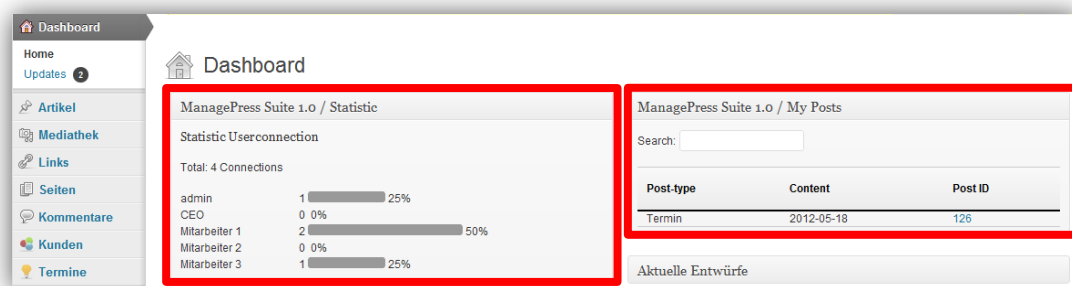 Dashboard
Home
Updates 2
Artikel
Mediathek
Links
Seiten
Kommentare
Kunden
Termine
Dashboard
ManagePress Suite 1.0 / Statistic
Statistic Userconnection
Total: 4 Connections
admin 1 25%
CEO 0 0%
Mitarbeiter 1 2 50%
Mitarbeiter 2 0 0%
Mitarbeiter 3 1 25%
ManagePress Suite 1.0 / My Posts
Search:
Post-type Content Post ID
Termin 2012-05-18 126
Aktuelle Entwürfe